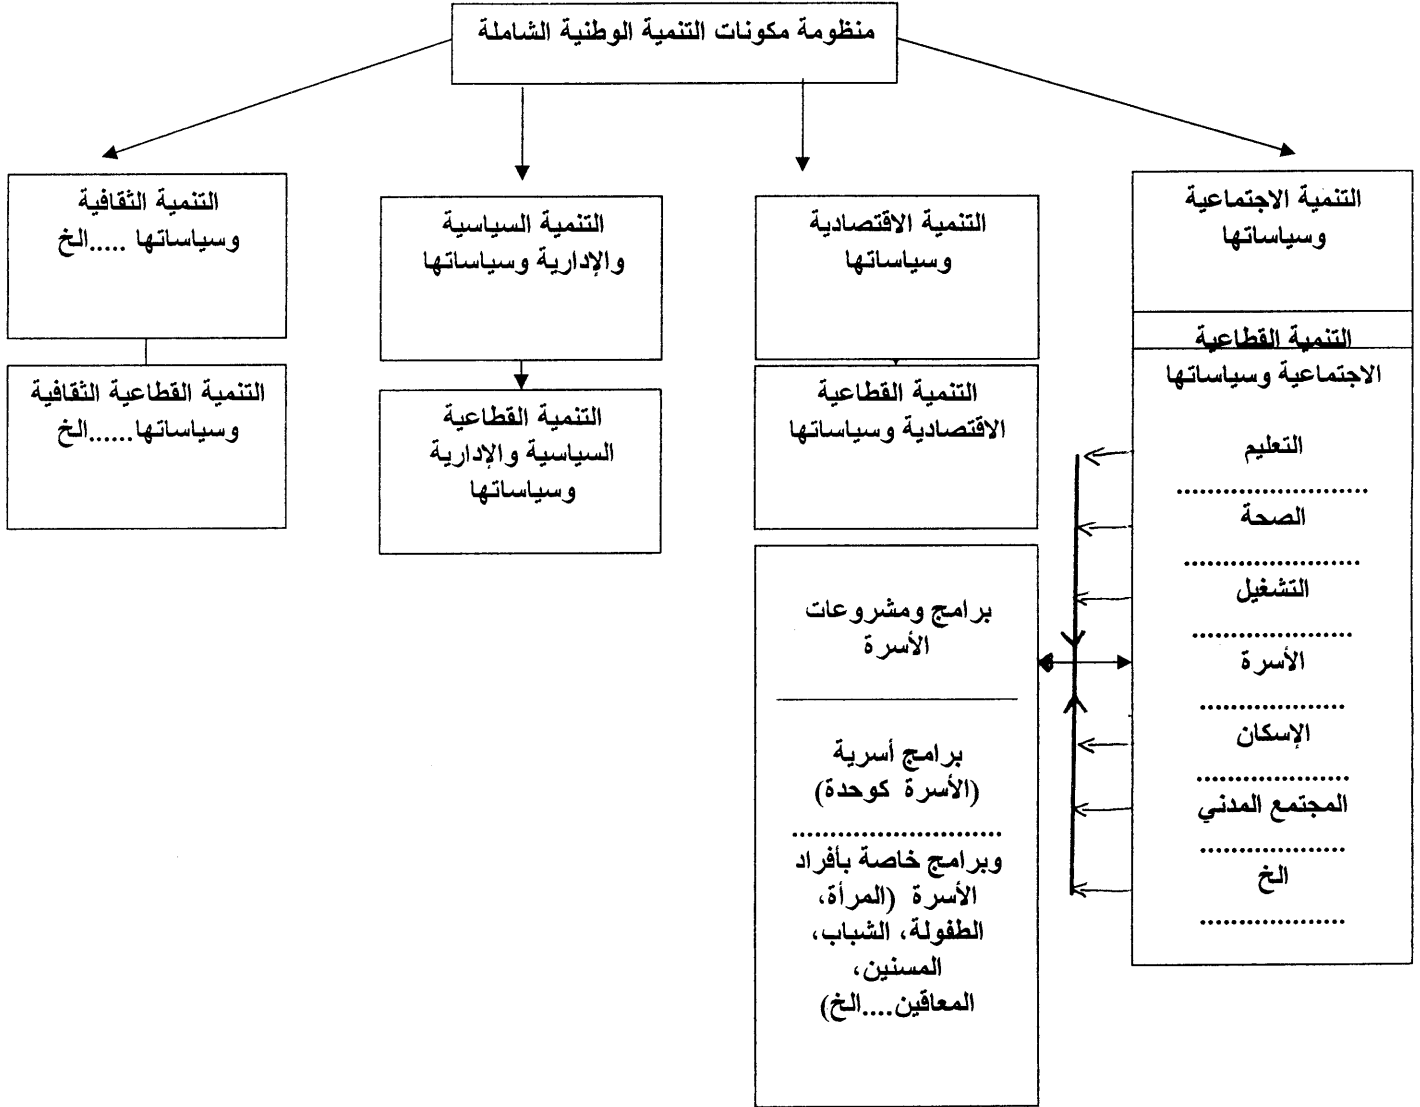 منظومة مكونات التنمية الوطنية الشاملة
التنمية الاجتماعية
وسياساتها
التنمية القطاعية
الاجتماعية وسياساتها
التعليم
.........................
الصحة
.......................
التشغيل
.....................
الأسرة
...................
الإسكان
....................
المجتمع المدني
...................
الخ
...................
التنمية الاقتصادية
وسياساتها
التنمية القطاعية
الاقتصادية وسياساتها
برامج ومشروعات
الأسرة
برامج أسرية
(الأسرة كوحدة)
...........................
وبرامج خاصة بأفراد
الأسرة (المرأة،
الطفولة، الشباب،
المسنين،
المعاقين....الخ)
التنمية السياسية
والإدارية وسياساتها
التنمية القطاعية
السياسية والإدارية
وسياساتها
التنمية الثقافية
وسياساتها .....الخ
التنمية القطاعية الثقافية
وسياساتها......الخ